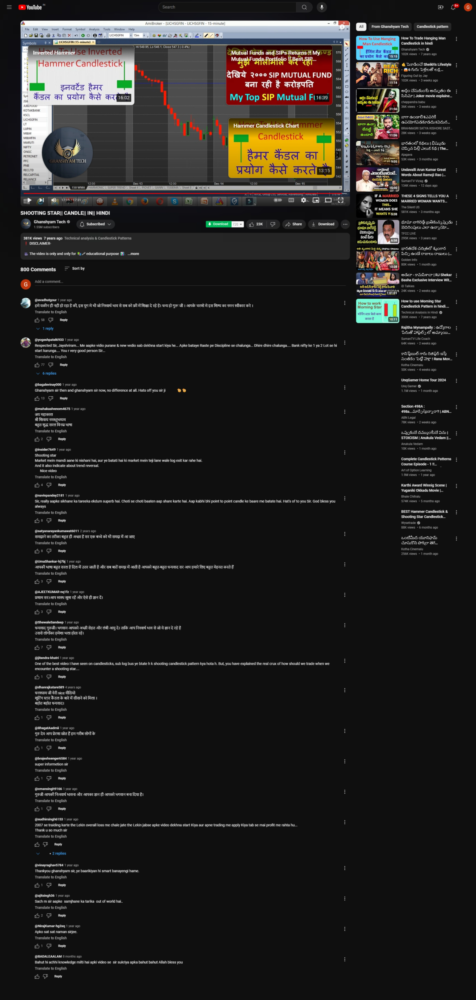 YouTube IN
Search
9+
G
AmiBroker - [LICHSGFIN - LICHSGFIN - 15-minute]
File Edit View Insert Format Symbol Analysis Tools Window Help
LICHSGFIN 15m
Symbols
LICHSGFIN (15-minute)
Hi 549.95, Lo 546.1, Close 547.3 (-0.4%)
Inverted Hammer
Hammer Candlestick
इनवर्टेड हैमर
कैंडल का प्रयोग कैसे
16:02
Mutual Funds and SIPs Returns !! My
Mutual Funds Portfolio !! Best SIP...
देखिये २००० SIP MUTUAL FUND
बना रही है करोड़पति
My Top SIP Mutual
16:39
Hammer Candlestick Chart
Candlestick
हैमर कैंडल का
प्रयोग कैसे करते
13:15
JUBLFOOD
KOTAKBANK
KSCL
LICHSGFIN
LT
LUPIN
M&M
M&MFIN
MARUTI
NIFTY
ONGC
PETRONET
PFC
PNB
RECLTD
RELCAPITAL
RELIANCE
GT
GHANSHYAM TECH
570
568
566
564
562
560
558
556
554
552
550
548
546
544
542
12:00 Dec 13 12:00 Dec 14 12:00 Dec 15
150 WMA HARMONIC SUPER TREND Sheet 4 PIOVET GANN 1530EMA Sheet 8
17:15 / 17:31
SHOOTING STAR|| CANDLE|| IN|| HINDI
Ghanshyam Tech
1.55M subscribers
Subscribed
Download 720
23K
Share
Download
381K views 7 years ago Technical analysis & Candlestick Patterns
DISCLAIMER-
The video is only and only for educational purpose ...more
800 Comments
Sort by
G
Add a comment...
@avadhutgour 1 year ago
हमे यकीन ही नही हो रहा है की, इस युग मे भी जो निस्वार्थ भाव से सब को फ्री में शिक्षा दे रहे है। धन्य हो गुरू जी । आपके चरणो मे इस शिष्य का नमन स्वीकार करे ।
Translate to English
58 Reply
1 reply
@yogeshpatel6933 1 year ago
Respected Sir, Jayshriram... Me aapke vidio purane & new vedio sab dekhna start kiya he... Apke bataye Raste pe Discipline se chalunga... Dhire dhire chalunga.... Bank nifty ke 1 ya 2 Lot se hi
start karunga.... You r very good person Sir...
Translate to English
77 Reply
6 replies
@bagalevinay000 1 year ago
Ghanshyam sir then and ghanshyam sir now, no difference at all. Hats off you sir ji
13 Reply
@mahakaalvenom4675 1 year ago
जय महाकाल
श्री शिवाय नमस्तुभ्यम
बहुत शुद्ध सरल विनम्र भाषा
Translate to English
2 Reply
@insider7649 1 year ago
Shooting star
Market mein mandi aane ki nishani hai, aur ye batati hai ki market mein teji lane wale log exit kar rahe hai.
And it also indicate about trend reversal.
Nice video
Translate to English
4 Reply
@navinpandey2181 1 year ago
Sir, really aapke sikhane ka tareeka ekdum superb hai. Choti se choti baaten aap share karte hai. Aap kabhi bhi point to point candle ke baare me batate hai. Hat's of to you Sir. God bless you
always
Translate to English
8 Reply
@satyanarayankumawat6011 2 years ago
समझाने का तरीका बहुत ही अच्छा है सर एक बच्चे को भी समझ में आ जाए
Translate to English
8 Reply
@UmaShankar-hj7bj 1 year ago
आपकी भाषा बहुत सरल है दिल में उतर जाती है और सब बातें समझ में आती है आपको बहुत-बहुत धन्यवाद सर आप हमारे लिए बहुत मेहनत करते हैं
Translate to English
3 Reply
@AJEETKUMAR-nq1fz 1 year ago
प्रणाम सर।आप स्वस्थ खुश रहें और ऐसे ही ज्ञान दें।
Translate to English
3 Reply
@ShewaleSandeep 1 year ago
धन्यवाद गुरुजी। भगवान आपको अच्छी सेहत और लंबी आयु दे। ताकि आप निस्वार्थ भाव से जो ये ज्ञान दे रहे है
उससे लोगोंका हमेशा भला होता रहे।
Translate to English
7 Reply
@jitendra-khatri 1 year ago
One of the best video I have seen on candlesticks, sub log bus ye btate h k shooting candlestick pattern kya hota h. But, you have explained the real crux of how should we trade when we
encounter a shooting star....
1 Reply
@dhanrajkatare589 4 years ago
घनश्याम जी वेरी nice वीडियो
शूटिंग स्टार कैंडल के बारे में सीखने को मिला ।
बहोत बहोत धन्यवाद।
Translate to English
1 Reply
@BhagatAadmii 1 year ago
गुरु देव आप प्रेरणा स्रोत हैं हम गरीब लोगों के
Translate to English
1 Reply
@brajeshsenger6584 1 year ago
super informetion sir
Translate to English
1 Reply
@cmansingh9166 1 year ago
गुरुजी आपकी निःस्वार्थ भावना और आपका ज्ञान ही आपको भगवान बना दिया है।
Translate to English
1 Reply
@sudhirsingh6153 1 year ago
2007 se traiding karte the Lekin overall loss me chale jate the Lekin jabse apke video dekhna start Kiya aur apne trading me apply Kiya tab se mai profit me rahta hu...
Thank u so much sir
Translate to English
Reply
• 2 replies
@vinayraghav5784 1 year ago
Thankyou ghanshyam sir, ye baarikiyan hi smart banayengi hame.
Translate to English
1 Reply
@ajitsingh36 1 year ago
Sach m sir aapke samjhane ka tarika out of world hai..
Translate to English
2 Reply
@NirajKumar-hg3xq 1 year ago
Apko sat sat naman sirjee.
Translate to English
1 Reply
@BADALEAALAM 8 months ago
Bahut hi achhi knowledge milti hai apki video se sir sukriya apka bahut bahut Allah bless you
Translate to English
Reply
All From Ghanshyam Tech Candlestick pattern
How To Use Hanging
Man Candlestick
हैंगिंग मैन कैंडल
का प्रयोग कैसे
15:15
How To Trade Hanging Man
Candlestick in hindi
Ghanshyam Tech
102K views • 7 years ago
THE
REAL
RICH
11:14
షెకాడించే Sheikh's Lifestyle
- 6 గురు పెళ్లలతో లక్ష...
Figuring Out by Jay
103K views • 3 weeks ago
21:56
అర్థం చేసుకుంటే అద్భుతం ఈ
సినిమా | Joker movie explaine...
cheppandra babu
36K views • 3 weeks ago
విదుర నీతి20
బాగా ఉన్నా
లేనట్టే
ఉండాలి
11:06
బాగా ఉండాలి॥ఎవరికీ
ఉపయోగపడకూడదు॥విదుర...
BRAHMASRI SATYA KISHORE SAST...
28K views • 3 weeks ago
9:05
భారతంలో కథలు | భీష్ముడు
చెప్పిన పిల్లి ఎలుక కథ | The...
Ajagava
53K views • 3 months ago
15:00
Undavalli Arun Kumar Great
Words About Ramoji Rao |...
SumanTV Vizag
134K views • 12 days ago
IF A MARRIED
WOMEN DOES
THIS..
IT MEANS SHE
WANTS
5:38
THESE 4 SIGNS TELLS YOU A
MARRIED WOMAN WANTS...
The Silent US
581K views • 3 months ago
బ్రతికున్నప్పుడు
భూమా నాగిరెడ్డి
బెదిరింపులు
వింటే మీరు
జడుచుకుంటారు
6:58
భూమా నాగిరెడ్డి బ్రతికున్నప్పుడు
బెదిరింపులు ఎలా ఉన్నాయో...
TFCC LIVE
295K views • 3 years ago
10:38
భారతదేశ చరిత్రలో శృంగార
పిచ్చి ఉండే రాజులు రాణులు |...
Golden Info
80K views • 1 month ago
1:01:01
ఆడదా - కామపిశాచా | RJ Shekar
Basha Exclusive Interview Wit...
iD Talkies
24K views • 2 weeks ago
How to work
Morning Star
मॉर्निंग स्टार कैसे काम
करता हैं
10:11
How to use Morning Star
Candlestick Pattern in hindi....
Technical Analysis in Hindi
300K views • 7 years ago
Rajitha Mynampally : ఉద్యోగాల
పేరుతో హాస్టల్స్ లో అమ్మాయి...
SumanTV Life Coach
64K views • 2 weeks ago
కానిస్టేబుల్ గారు రిజిస్టర్ ఇస్తే
సంతకం పెట్టి వెళ్తా ! Rana Mov...
Kotha Cinemalu
50K views • 4 weeks ago
UnqGamer Home Tour 2024
Unq Gamer
1.1M views • 1 month ago
Section 498A :
498a...మార్చేస్తున్నారా? | ABN...
ABN Legal
78K views • 2 weeks ago
ఒప్పుకునే దమ్ముంటేనే విను |
STOICISM | Anukula Vedam ||...
Anukula Vedam
10K views • 1 month ago
Complete Candlestick Patterns
Course Episode - 1 !!...
Art of Option Learning
1.9M views • 1 year ago
Karthi Award Winnig Scene |
Yuganiki Okkadu Movie |...
Bhale Chitralu
574K views • 5 months ago
BEST Hammer Candlestick &
Shooting Star Candlestick...
Wysetrade
88K views • 6 months ago
ఒంటిమీద యూనిఫామ్
చూసుకొని పొగర్రా తెగ...
Kotha Cinemalu
256K views • 1 month ago